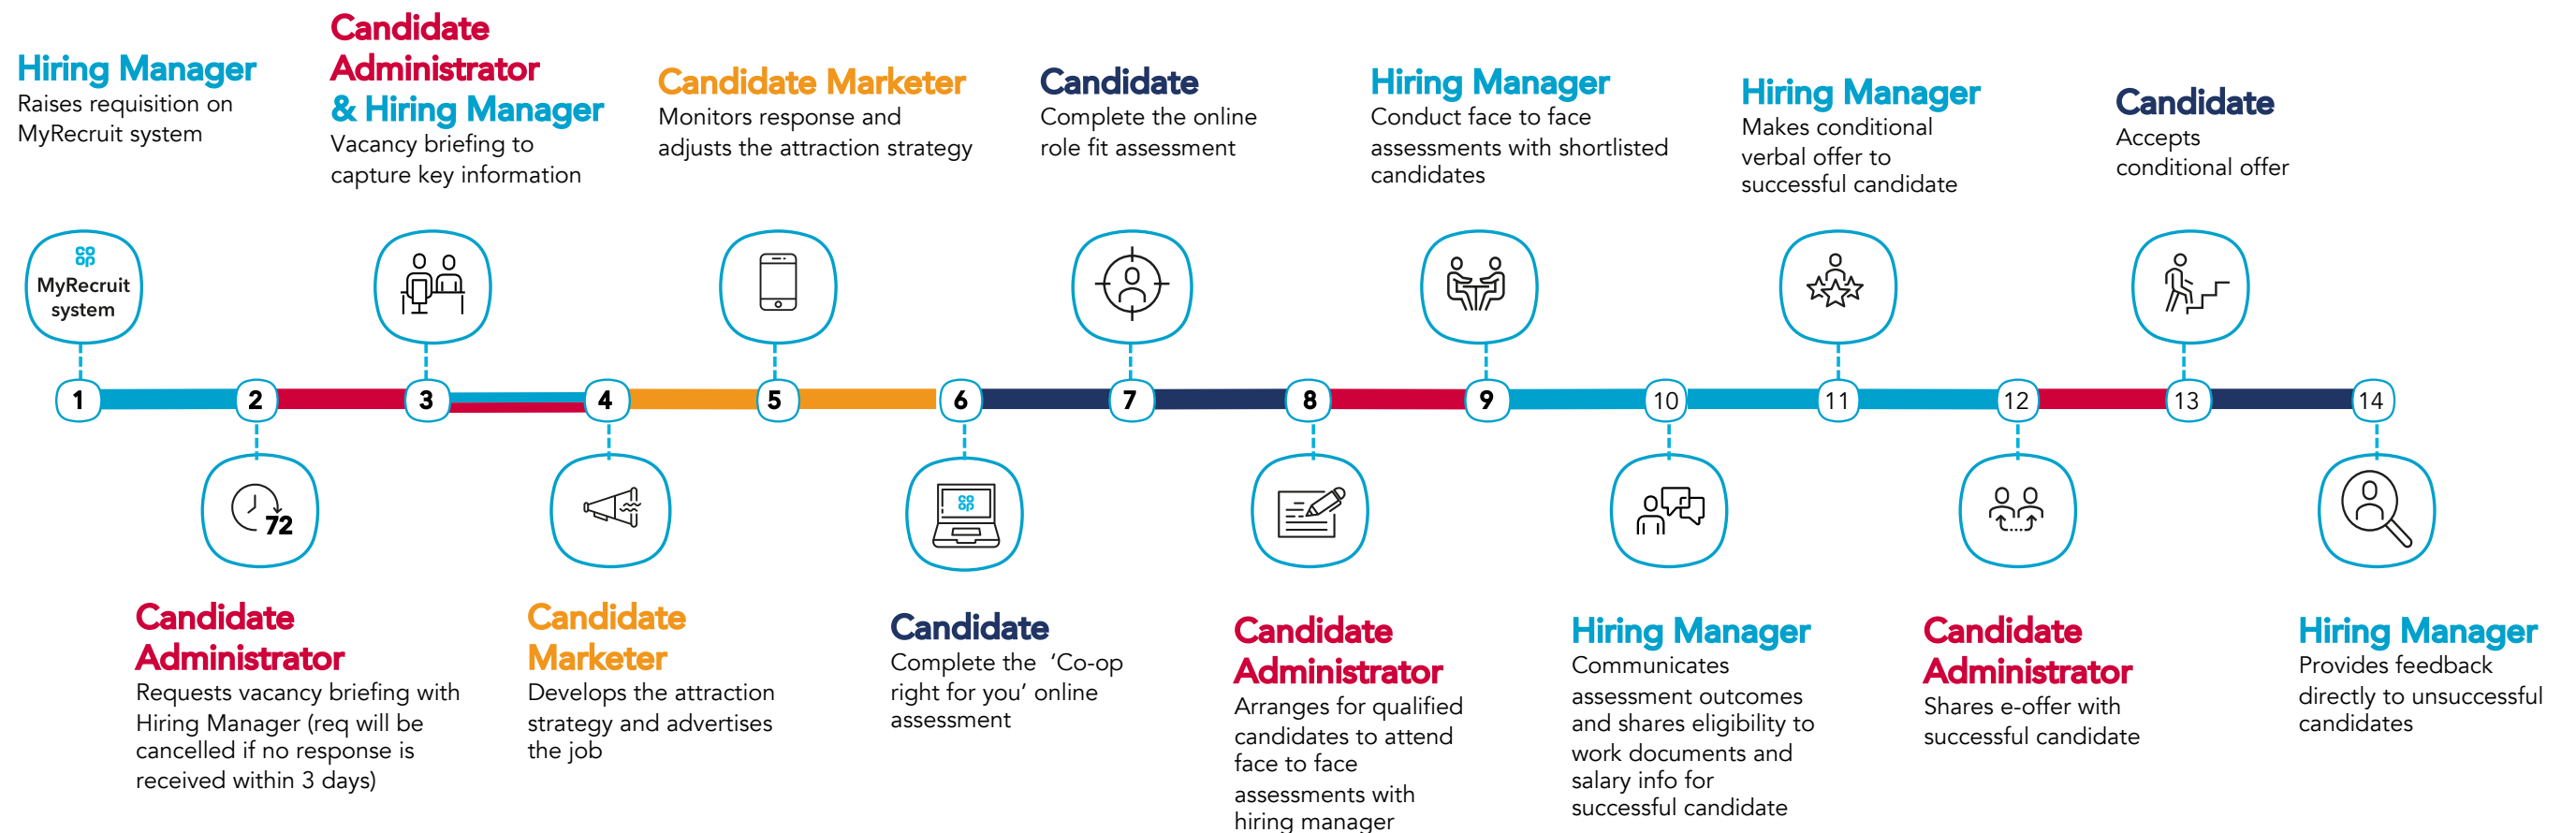 Hiring Manager
Raises requisition on
MyRecruit system
Candidate
Administrator
& Hiring Manager
Vacancy briefing to
capture key information
Candidate Marketer
Monitors response and
adjusts the attraction strategy
Candidate
Complete the online
role fit assessment
Hiring Manager
Conduct face to face
assessments with shortlisted
candidates
Hiring Manager
Makes conditional
verbal offer to
successful candidate
Candidate
Accepts
conditional offer
co
op
MyRecruit
system
1
2
3
4
5
6
7
8
9
10
11
12
13
14
72
co
op
Candidate
Administrator
Requests vacancy briefing with
Hiring Manager (req will be
cancelled if no response is
received within 3 days)
Candidate
Marketer
Develops the attraction
strategy and advertises
the job
Candidate
Complete the ‘Co-op
right for you’ online
assessment
Candidate
Administrator
Arranges for qualified
candidates to attend
face to face
assessments with
hiring manager
Hiring Manager
Communicates
assessment outcomes
and shares eligibility to
work documents and
salary info for
successful candidate
Candidate
Administrator
Shares e-offer with
successful candidate
Hiring Manager
Provides feedback
directly to unsuccessful
candidates